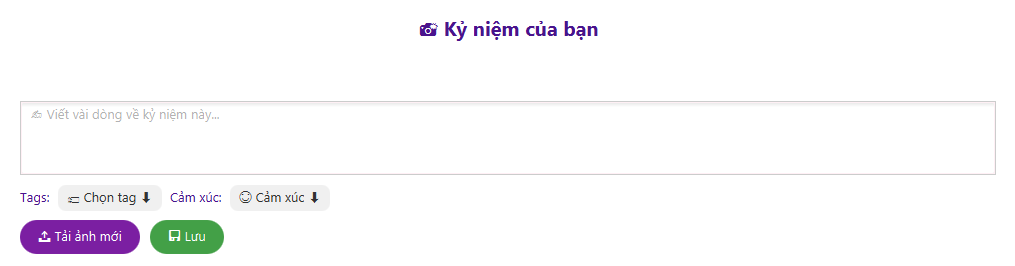 📷 Kỷ niệm của bạn
✍ Viết vài dòng về kỷ niệm này...
Tags: 🏷 Chọn tag ⬇ Cảm xúc: 😊 Cảm xúc ⬇
📤 Tải ảnh mới 💾 Lưu